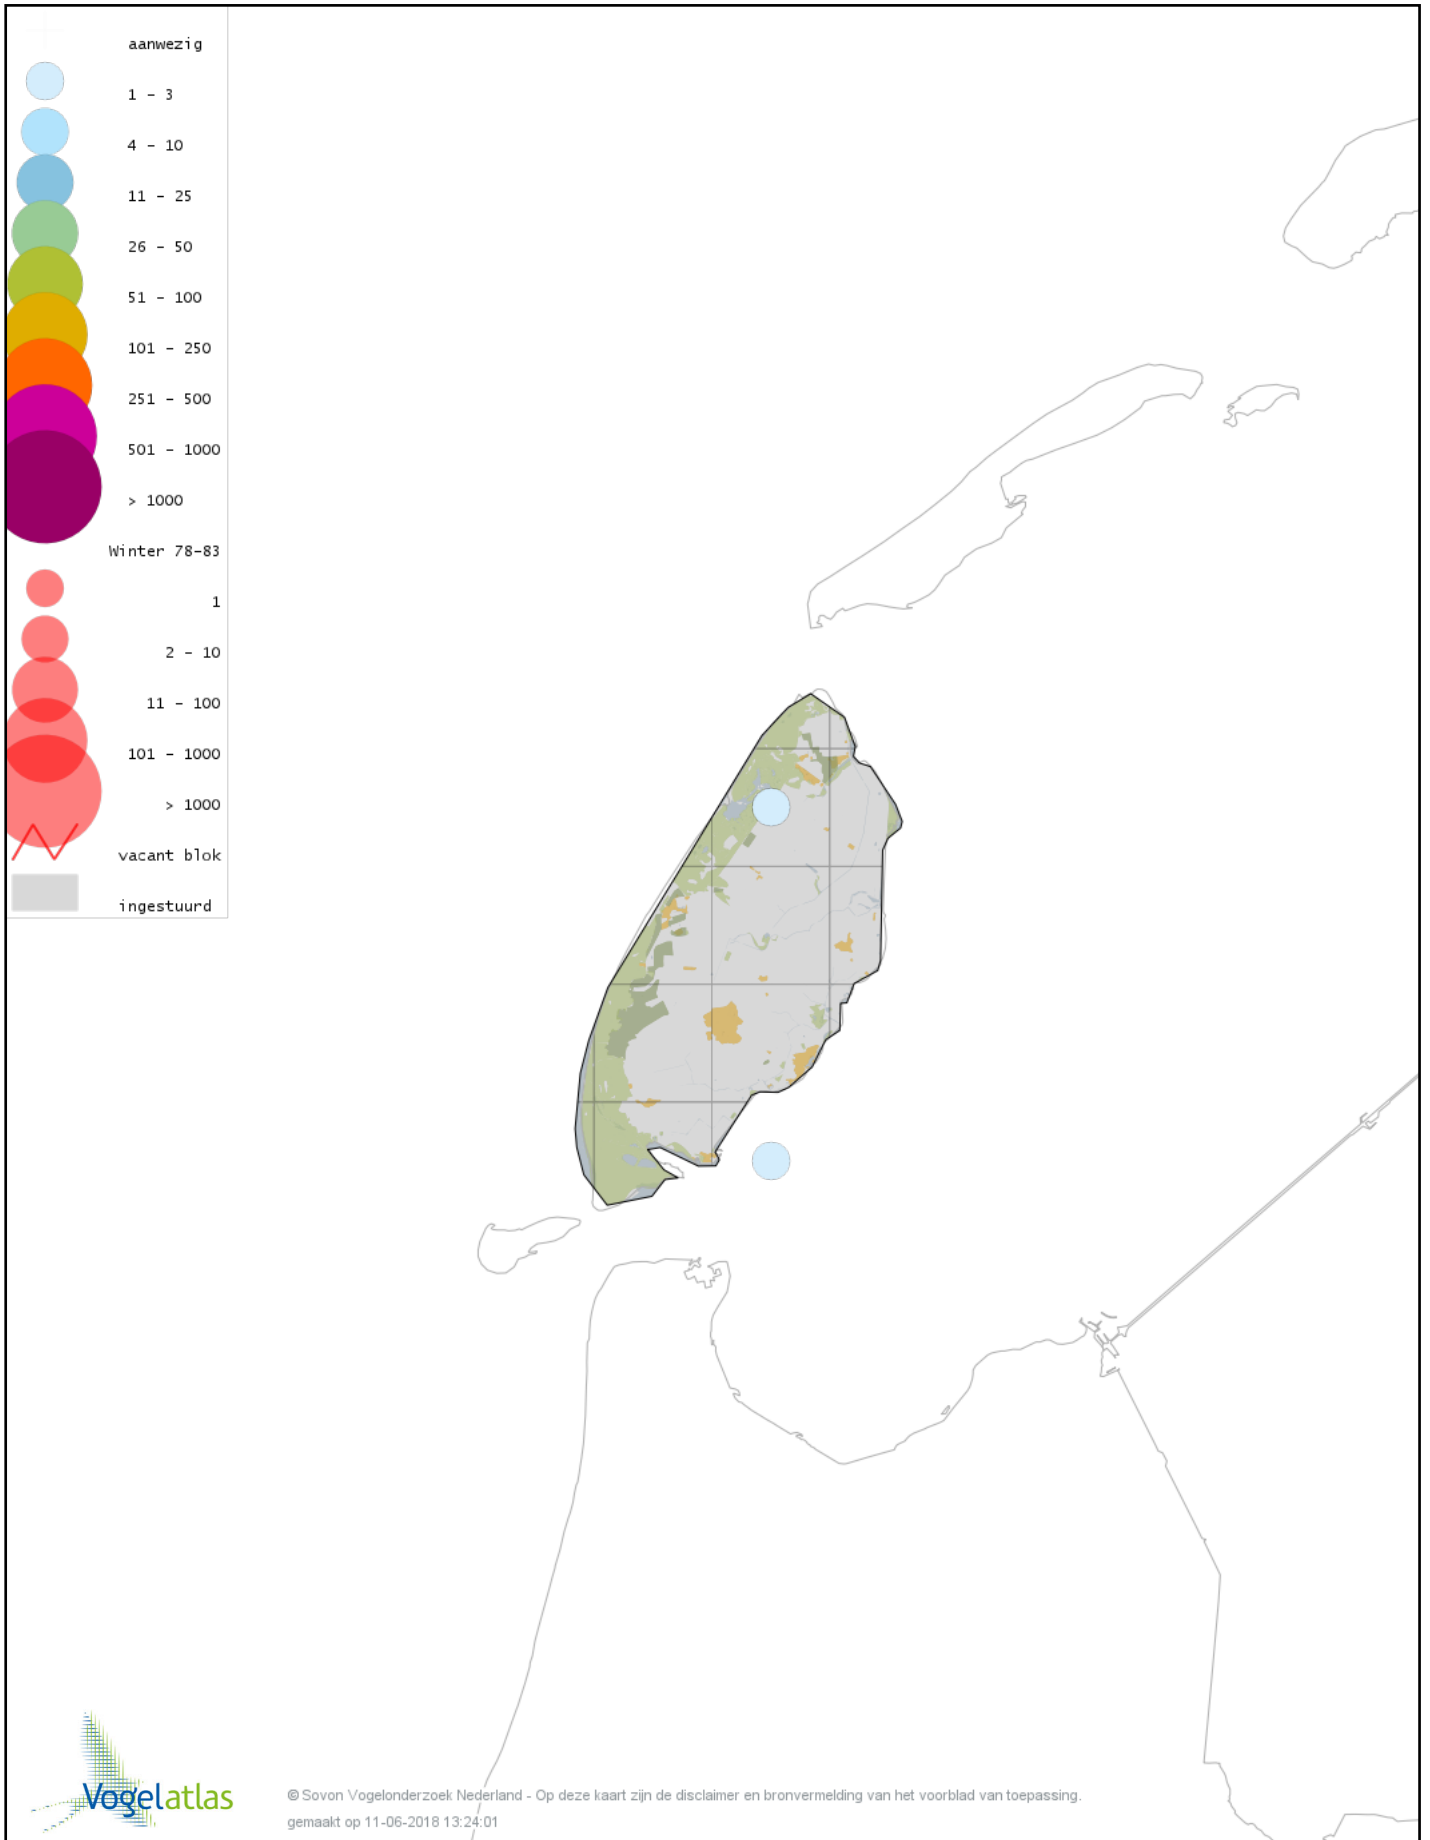 aanwezig
1 - 3
4 - 10
11 - 25
26 - 50
51 - 100
101 - 250
251 - 500
501 - 1000
> 1000
Winter 78-83
1
2 - 10
11 - 100
101 - 1000
> 1000
vacant blok
ingestuurd
Vogelatlas
© Sovon Vogelonderzoek Nederland - Op deze kaart zijn de disclaimer en bronvermelding van het voorblad van toepassing.
gemaakt op 11-06-2018 13:24:01